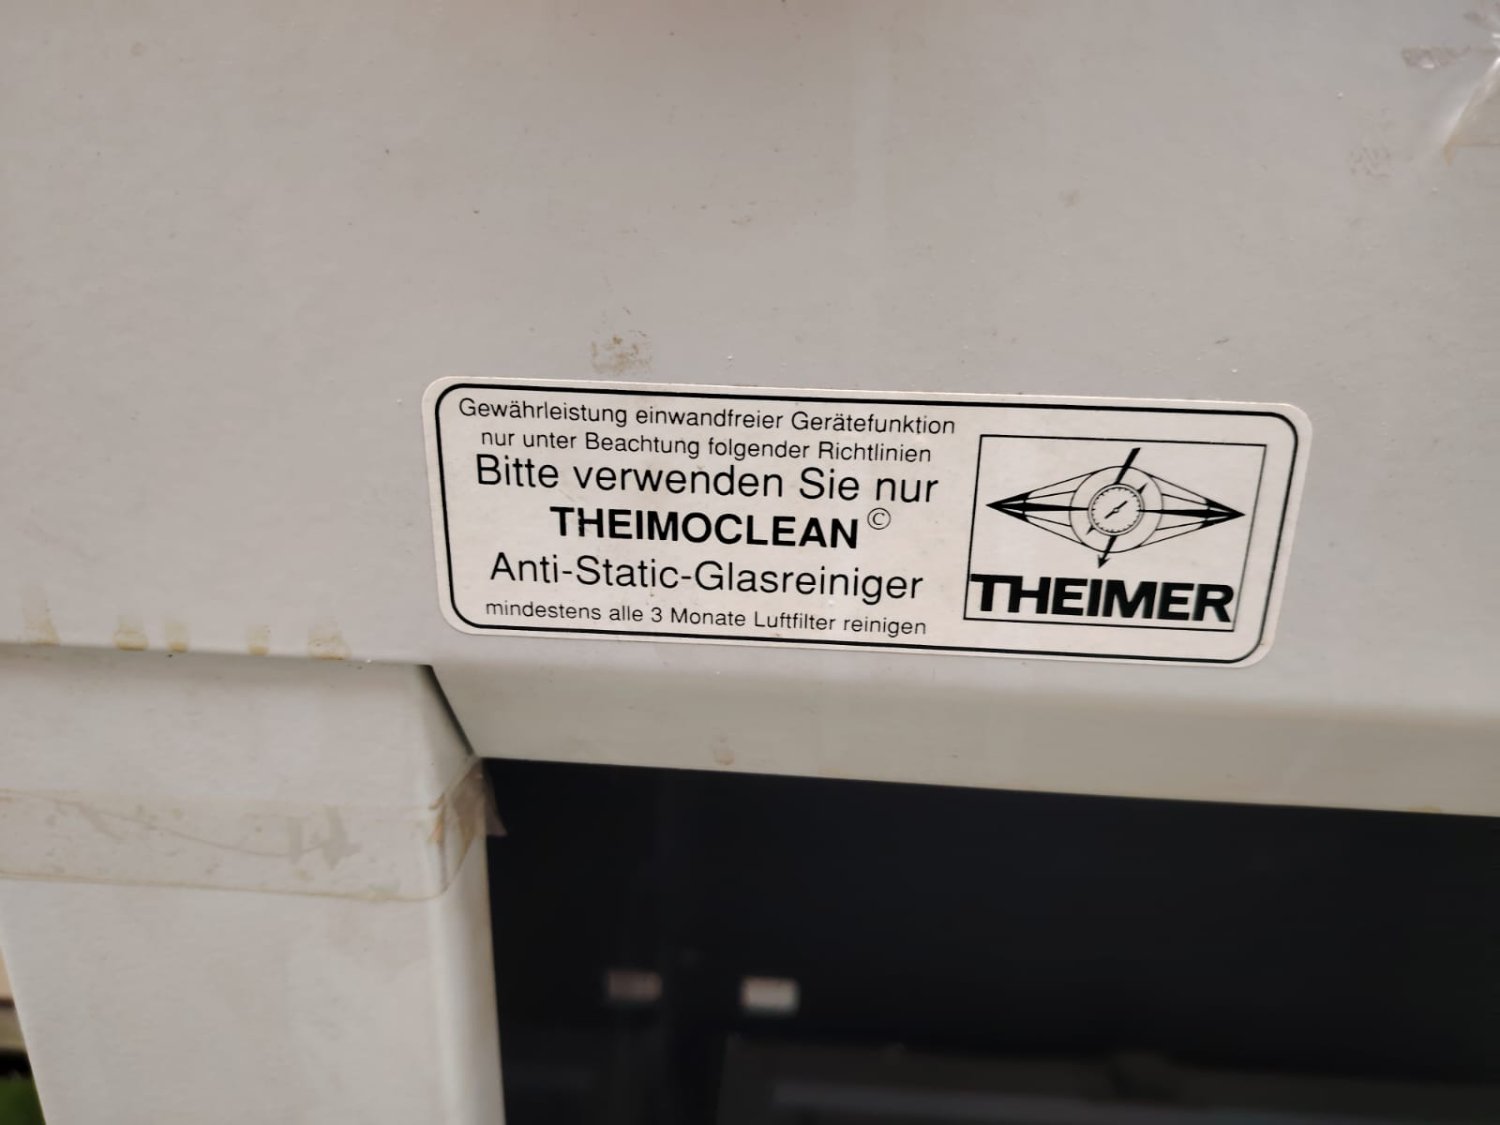 Gewährleistung einwandfreier Gerätefunktion
nur unter Beachtung folgender Richtlinien
Bitte verwenden Sie nur
THEIMOCLEAN©
Anti-Static-Glasreiniger
mindestens alle 3 Monate Luftfilter reinigen
THEIMER